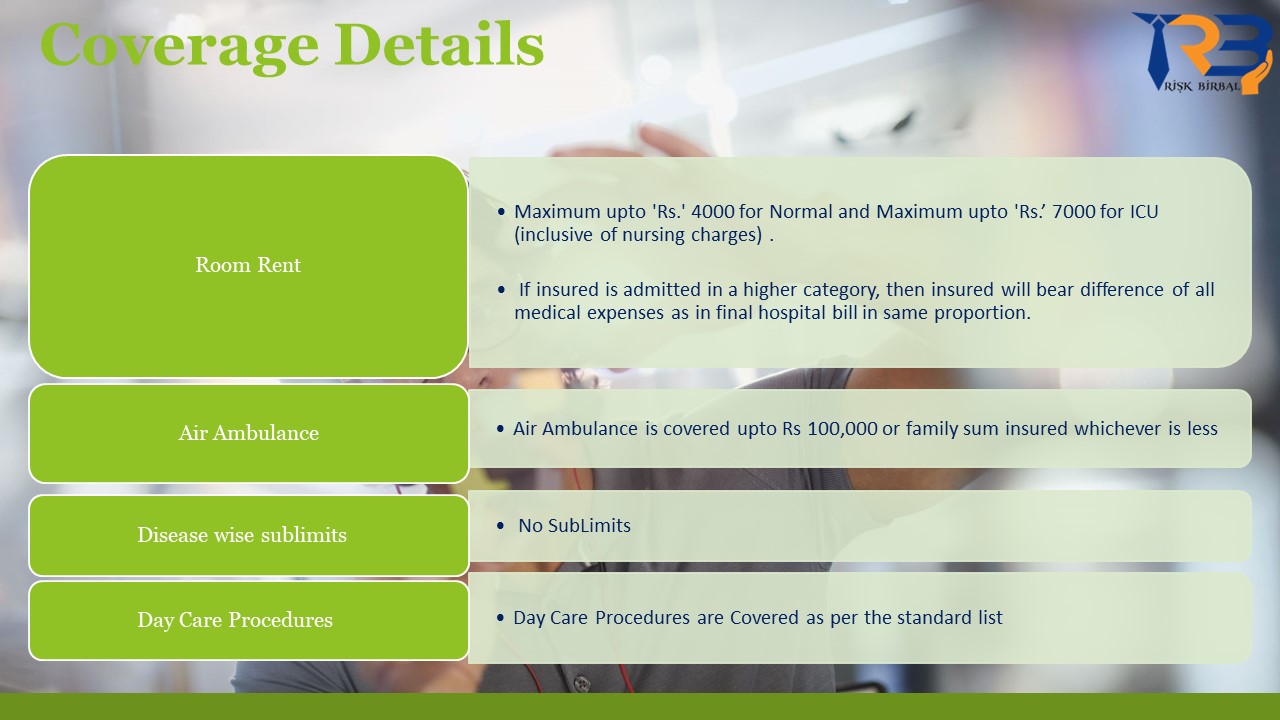 Coverage Details
RB
RİŞK BİRBAL
Room Rent
• Maximum upto 'Rs.' 4000 for Normal and Maximum upto 'Rs.’ 7000 for ICU
(inclusive of nursing charges) .
• If insured is admitted in a higher category, then insured will bear difference of all
medical expenses as in final hospital bill in same proportion.
Air Ambulance
• Air Ambulance is covered upto Rs 100,000 or family sum insured whichever is less
Disease wise sublimits
• No SubLimits
Day Care Procedures
• Day Care Procedures are Covered as per the standard list